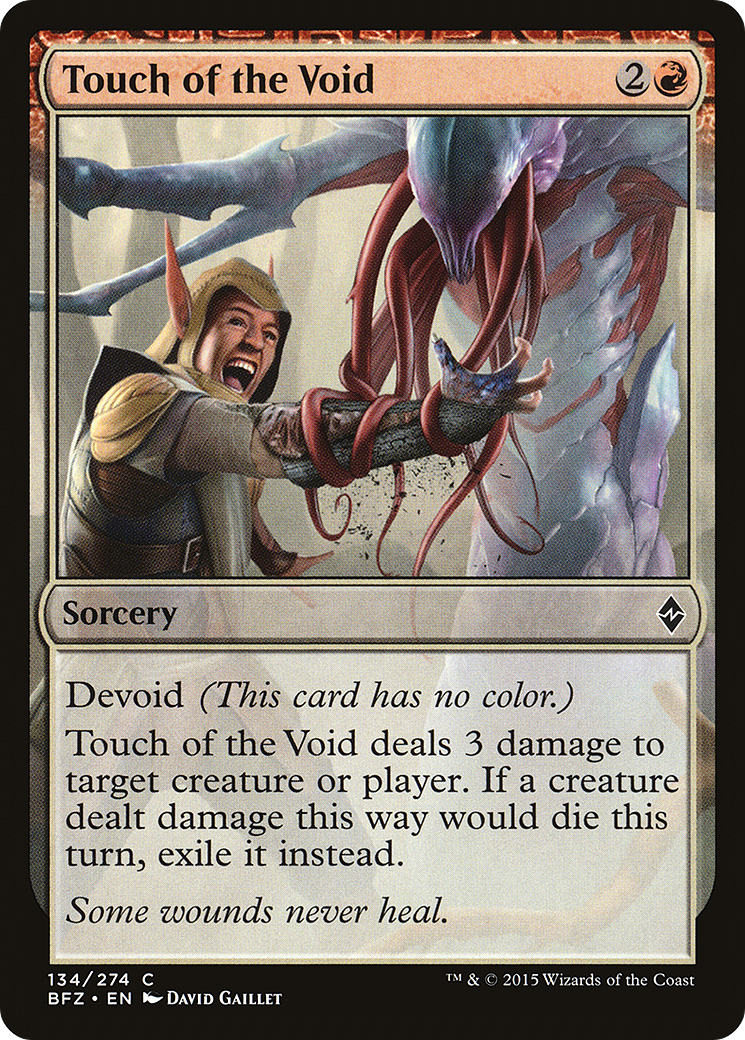 Touch of the Void 2
Sorcery
Devoid (This card has no color.)
Touch of the Void deals 3 damage to
target creature or player. If a creature
dealt damage this way would die this
turn, exile it instead.
Some wounds never heal.
134/274 C
™ & © 2015 Wizards of the Coast
BFZ • EN DAVID GAILLET